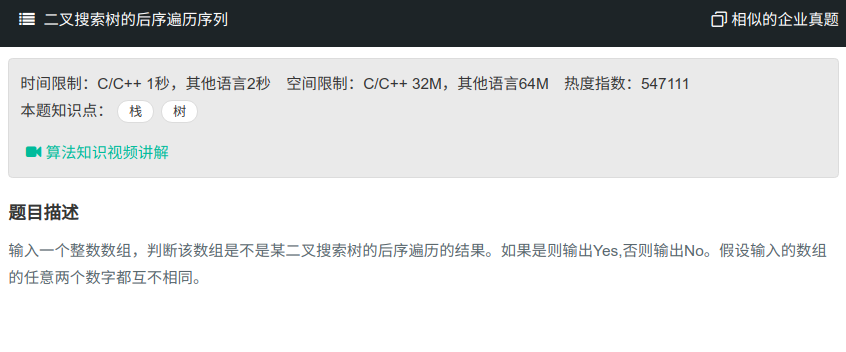 二叉搜索树的后序遍历序列 相似的企业真题
时间限制：C/C++ 1秒，其他语言2秒 空间限制：C/C++ 32M，其他语言64M 热度指数：547111
本题知识点： 栈 树
算法知识视频讲解
题目描述
输入一个整数数组，判断该数组是不是某二叉搜索树的后序遍历的结果。如果是则输出Yes,否则输出No。假设输入的数组
的任意两个数字都互不相同。